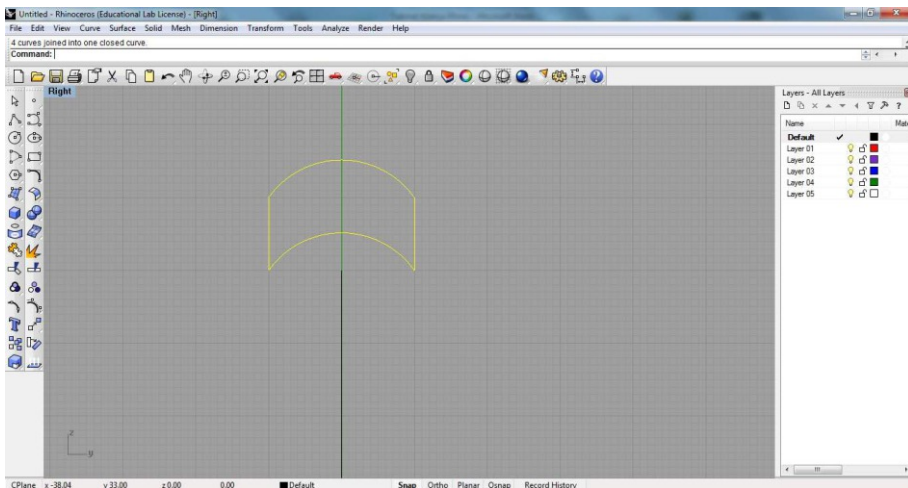 Untitled - Rhinoceros (Educational Lab License) - [Right]
File Edit View Curve Surface Solid Mesh Dimension Transform Tools Analyze Render Help
4 curves joined into one closed curve.
Command:
Right
Layers - All Layers
Name Mate
Default
Layer 01
Layer 02
Layer 03
Layer 04
Layer 05
z
y
CPlane x -38.04 y 33.00 z 0.00 0.00 Default Snap Ortho Planar Osnap Record History